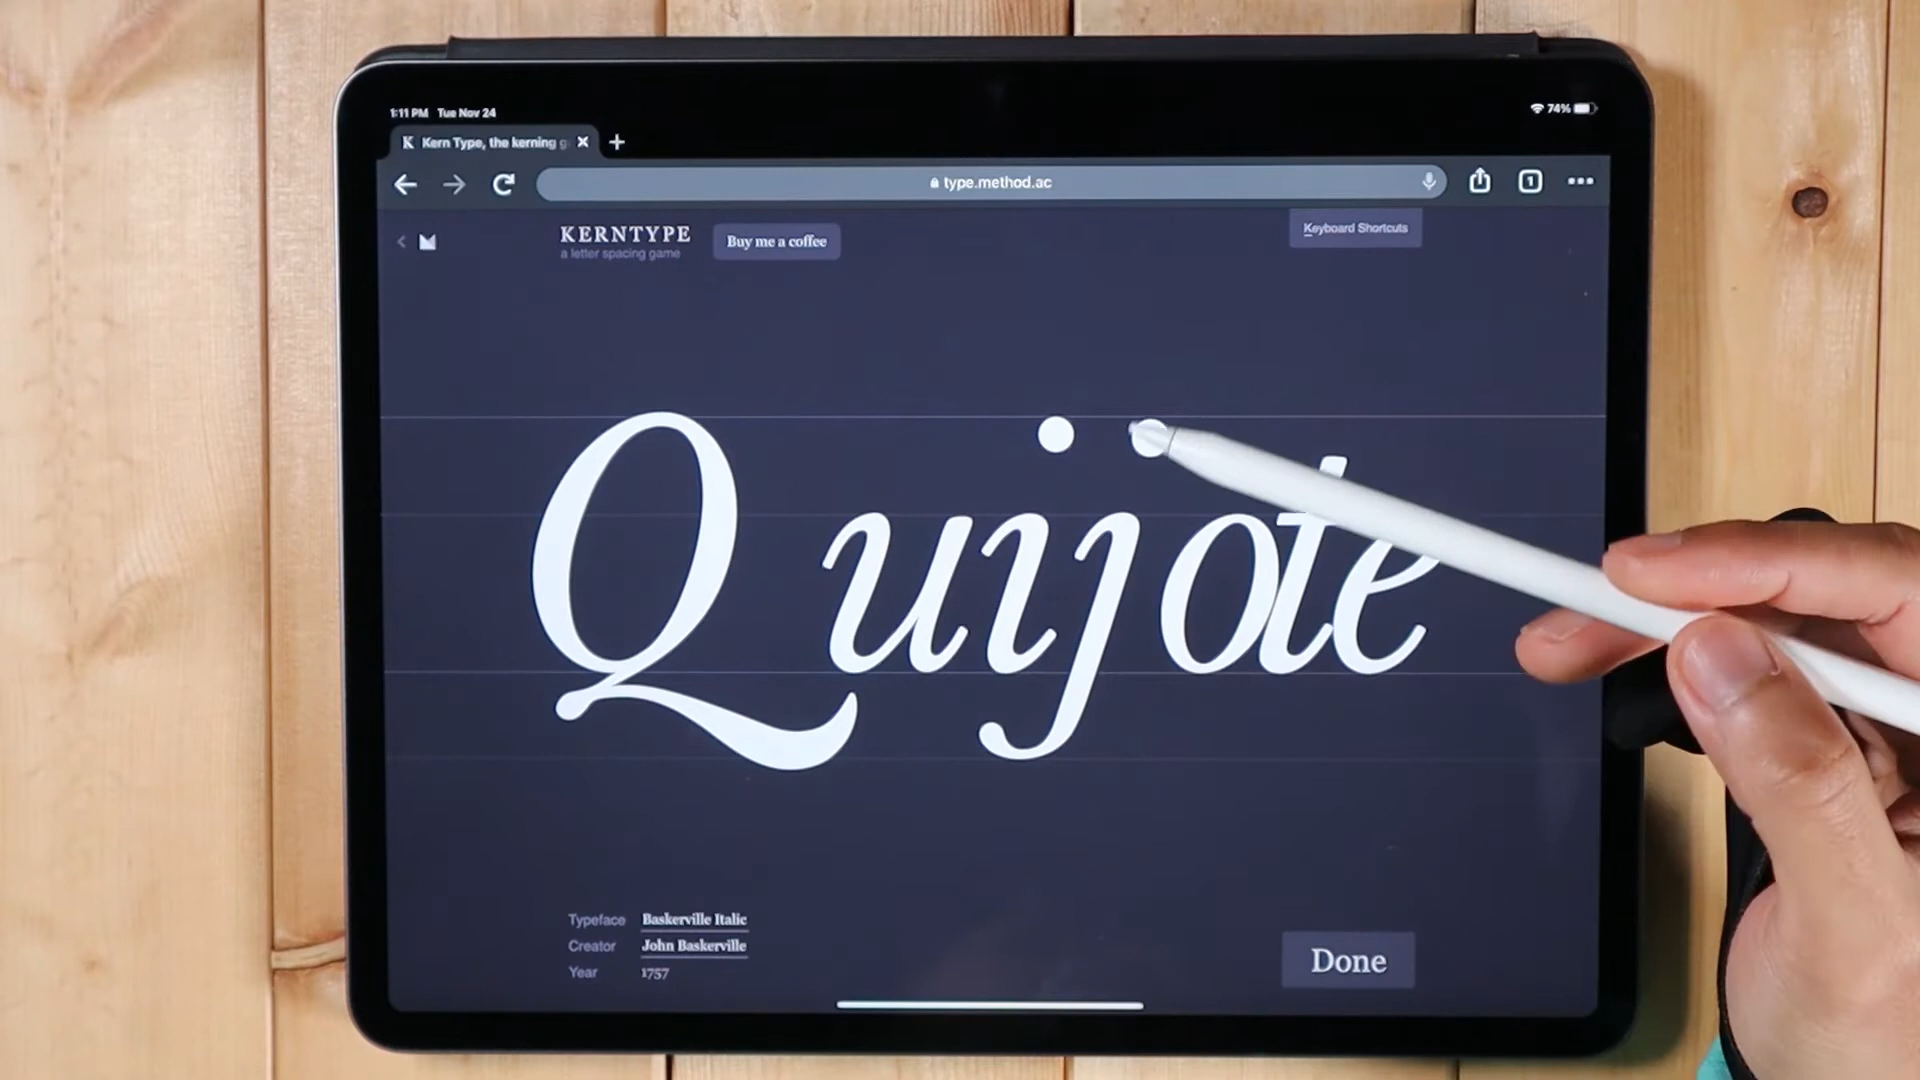 1:11 PM Tue Nov 24
74%
K Kern Type, the kerning g
type.method.ac
1
KERNTYPE
a letter spacing game
Buy me a coffee
Keyboard Shortcuts
Quijote
Typeface Baskerville Italic
Creator John Baskerville
Year 1757
Done